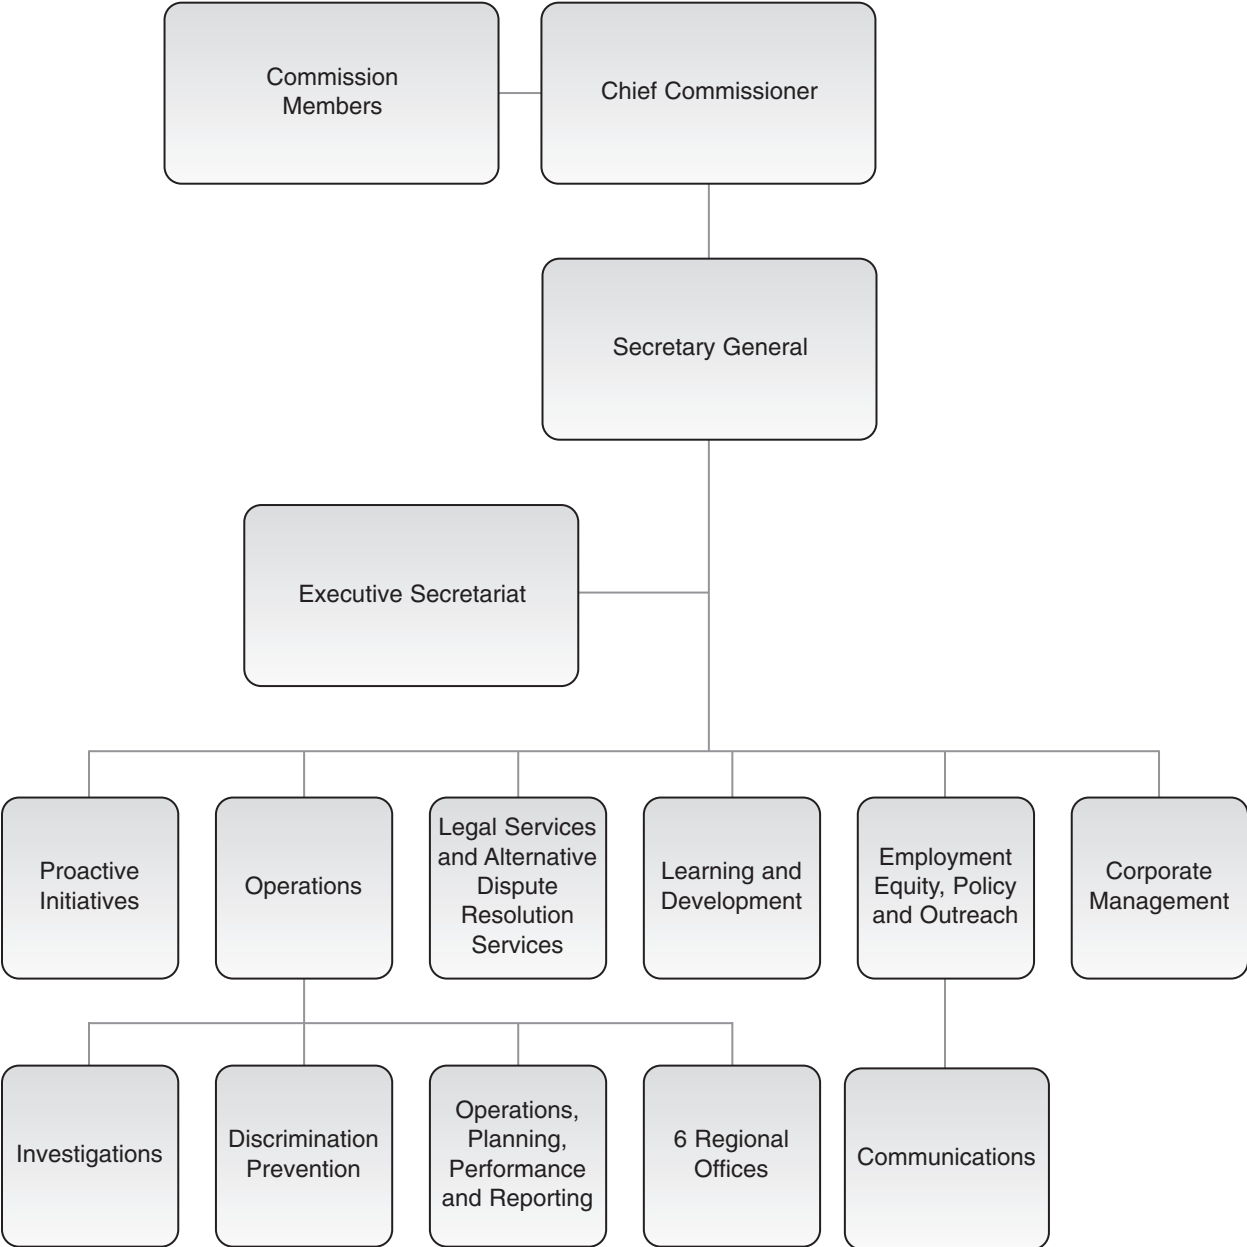 Commission
Members
Chief Commissioner
Secretary General
Executive Secretariat
Proactive
Initiatives
Operations
Legal Services
and Alternative
Dispute
Resolution
Services
Learning and
Development
Employment
Equity, Policy
and Outreach
Corporate
Management
Investigations
Discrimination
Prevention
Operations,
Planning,
Performance
and Reporting
6 Regional
Offices
Communications